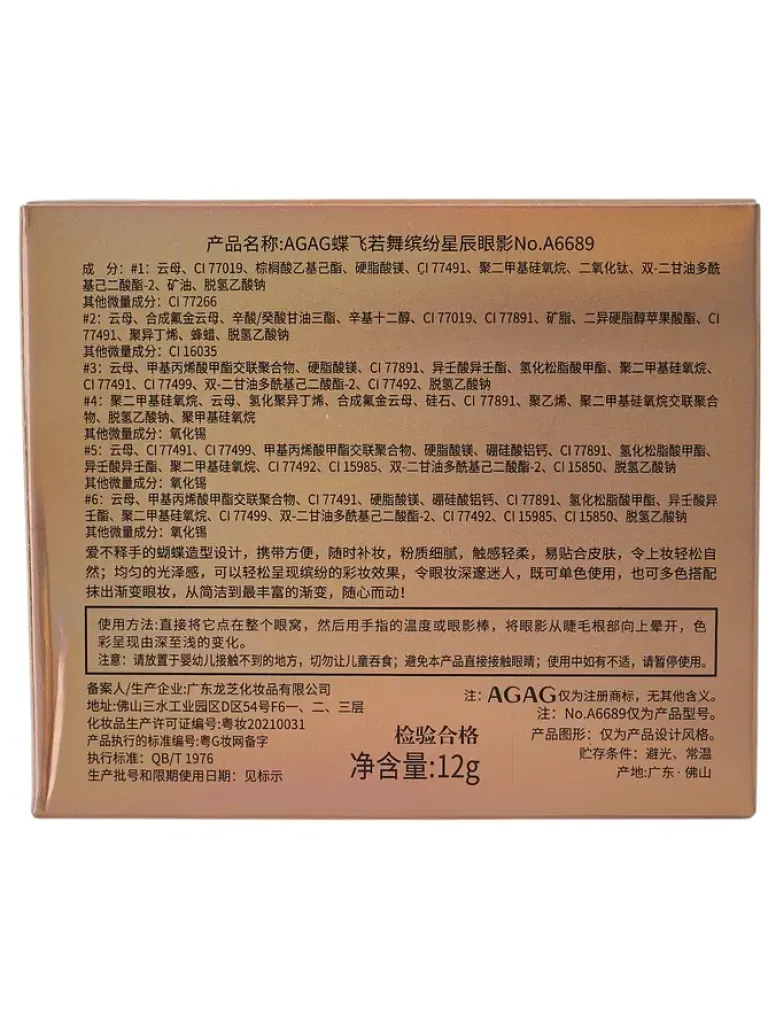 产品名称:AGAG蝶飞若舞缤纷星辰眼影No.A6689
成 分：#1：云母、CI 77019、棕榈酸乙基己酯、硬脂酸镁、CI 77491、聚二甲基硅氧烷、二氧化钛、双-二甘油多酰
基己二酸酯-2、矿油、脱氢乙酸钠
其他微量成分：CI 77266
#2：云母、合成氟金云母、辛酸/癸酸甘油三酯、辛基十二醇、CI 77019、CI 77891、矿脂、二异硬脂醇苹果酸酯、CI
77491、聚异丁烯、蜂蜡、脱氢乙酸钠
其他微量成分：CI 16035
#3：云母、甲基丙烯酸甲酯交联聚合物、硬脂酸镁、CI 77891、异壬酸异壬酯、氢化松脂酸甲酯、聚二甲基硅氧烷、
CI 77491、CI 77499、双-二甘油多酰基己二酸酯-2、CI 77492、脱氢乙酸钠
#4：聚二甲基硅氧烷、云母、氢化聚异丁烯、合成氟金云母、硅石、CI 77891、聚乙烯、聚二甲基硅氧烷交联聚合
物、脱氢乙酸钠、聚甲基硅氧烷
其他微量成分：氧化锡
#5：云母、CI 77491、CI 77499、甲基丙烯酸甲酯交联聚合物、硬脂酸镁、硼硅酸铝钙、CI 77891、氢化松脂酸甲酯、
异壬酸异壬酯、聚二甲基硅氧烷、CI 77492、CI 15985、双-二甘油多酰基己二酸酯-2、CI 15850、脱氢乙酸钠
其他微量成分：氧化锡
#6：云母、甲基丙烯酸甲酯交联聚合物、CI 77491、硬脂酸镁、硼硅酸铝钙、CI 77891、氢化松脂酸甲酯、异壬酸异
壬酯、聚二甲基硅氧烷、CI 77499、双-二甘油多酰基己二酸酯-2、CI 77492、CI 15985、CI 15850、脱氢乙酸钠
其他微量成分：氧化锡
爱不释手的蝴蝶造型设计，携带方便，随时补妆，粉质细腻，触感轻柔，易贴合皮肤，令上妆轻松自
然；均匀的光泽感，可以轻松呈现缤纷的彩妆效果，令眼妆深邃迷人，既可单色使用，也可多色搭配
抹出渐变眼妆，从简洁到最丰富的渐变，随心而动！
使用方法:直接将它点在整个眼窝，然后用手指的温度或眼影棒，将眼影从睫毛根部向上晕开，色
彩呈现由深至浅的变化。
注意：请放置于婴幼儿接触不到的地方，切勿让儿童吞食；避免本产品直接接触眼睛；使用中如有不适，请暂停使用。
备案人/生产企业:广东龙芝化妆品有限公司
地址:佛山三水工业园区D区54号F6一、二、三层
化妆品生产许可证编号:粤妆20210031
产品执行的标准编号:粤G妆网备字
执行标准：QB/T 1976
生产批号和限期使用日期：见标示
检验合格
净含量:12g
注：AGAG仅为注册商标，无其他含义。
注：No.A6689仅为产品型号。
产品图形：仅为产品设计风格。
贮存条件：避光、常温
产地:广东·佛山